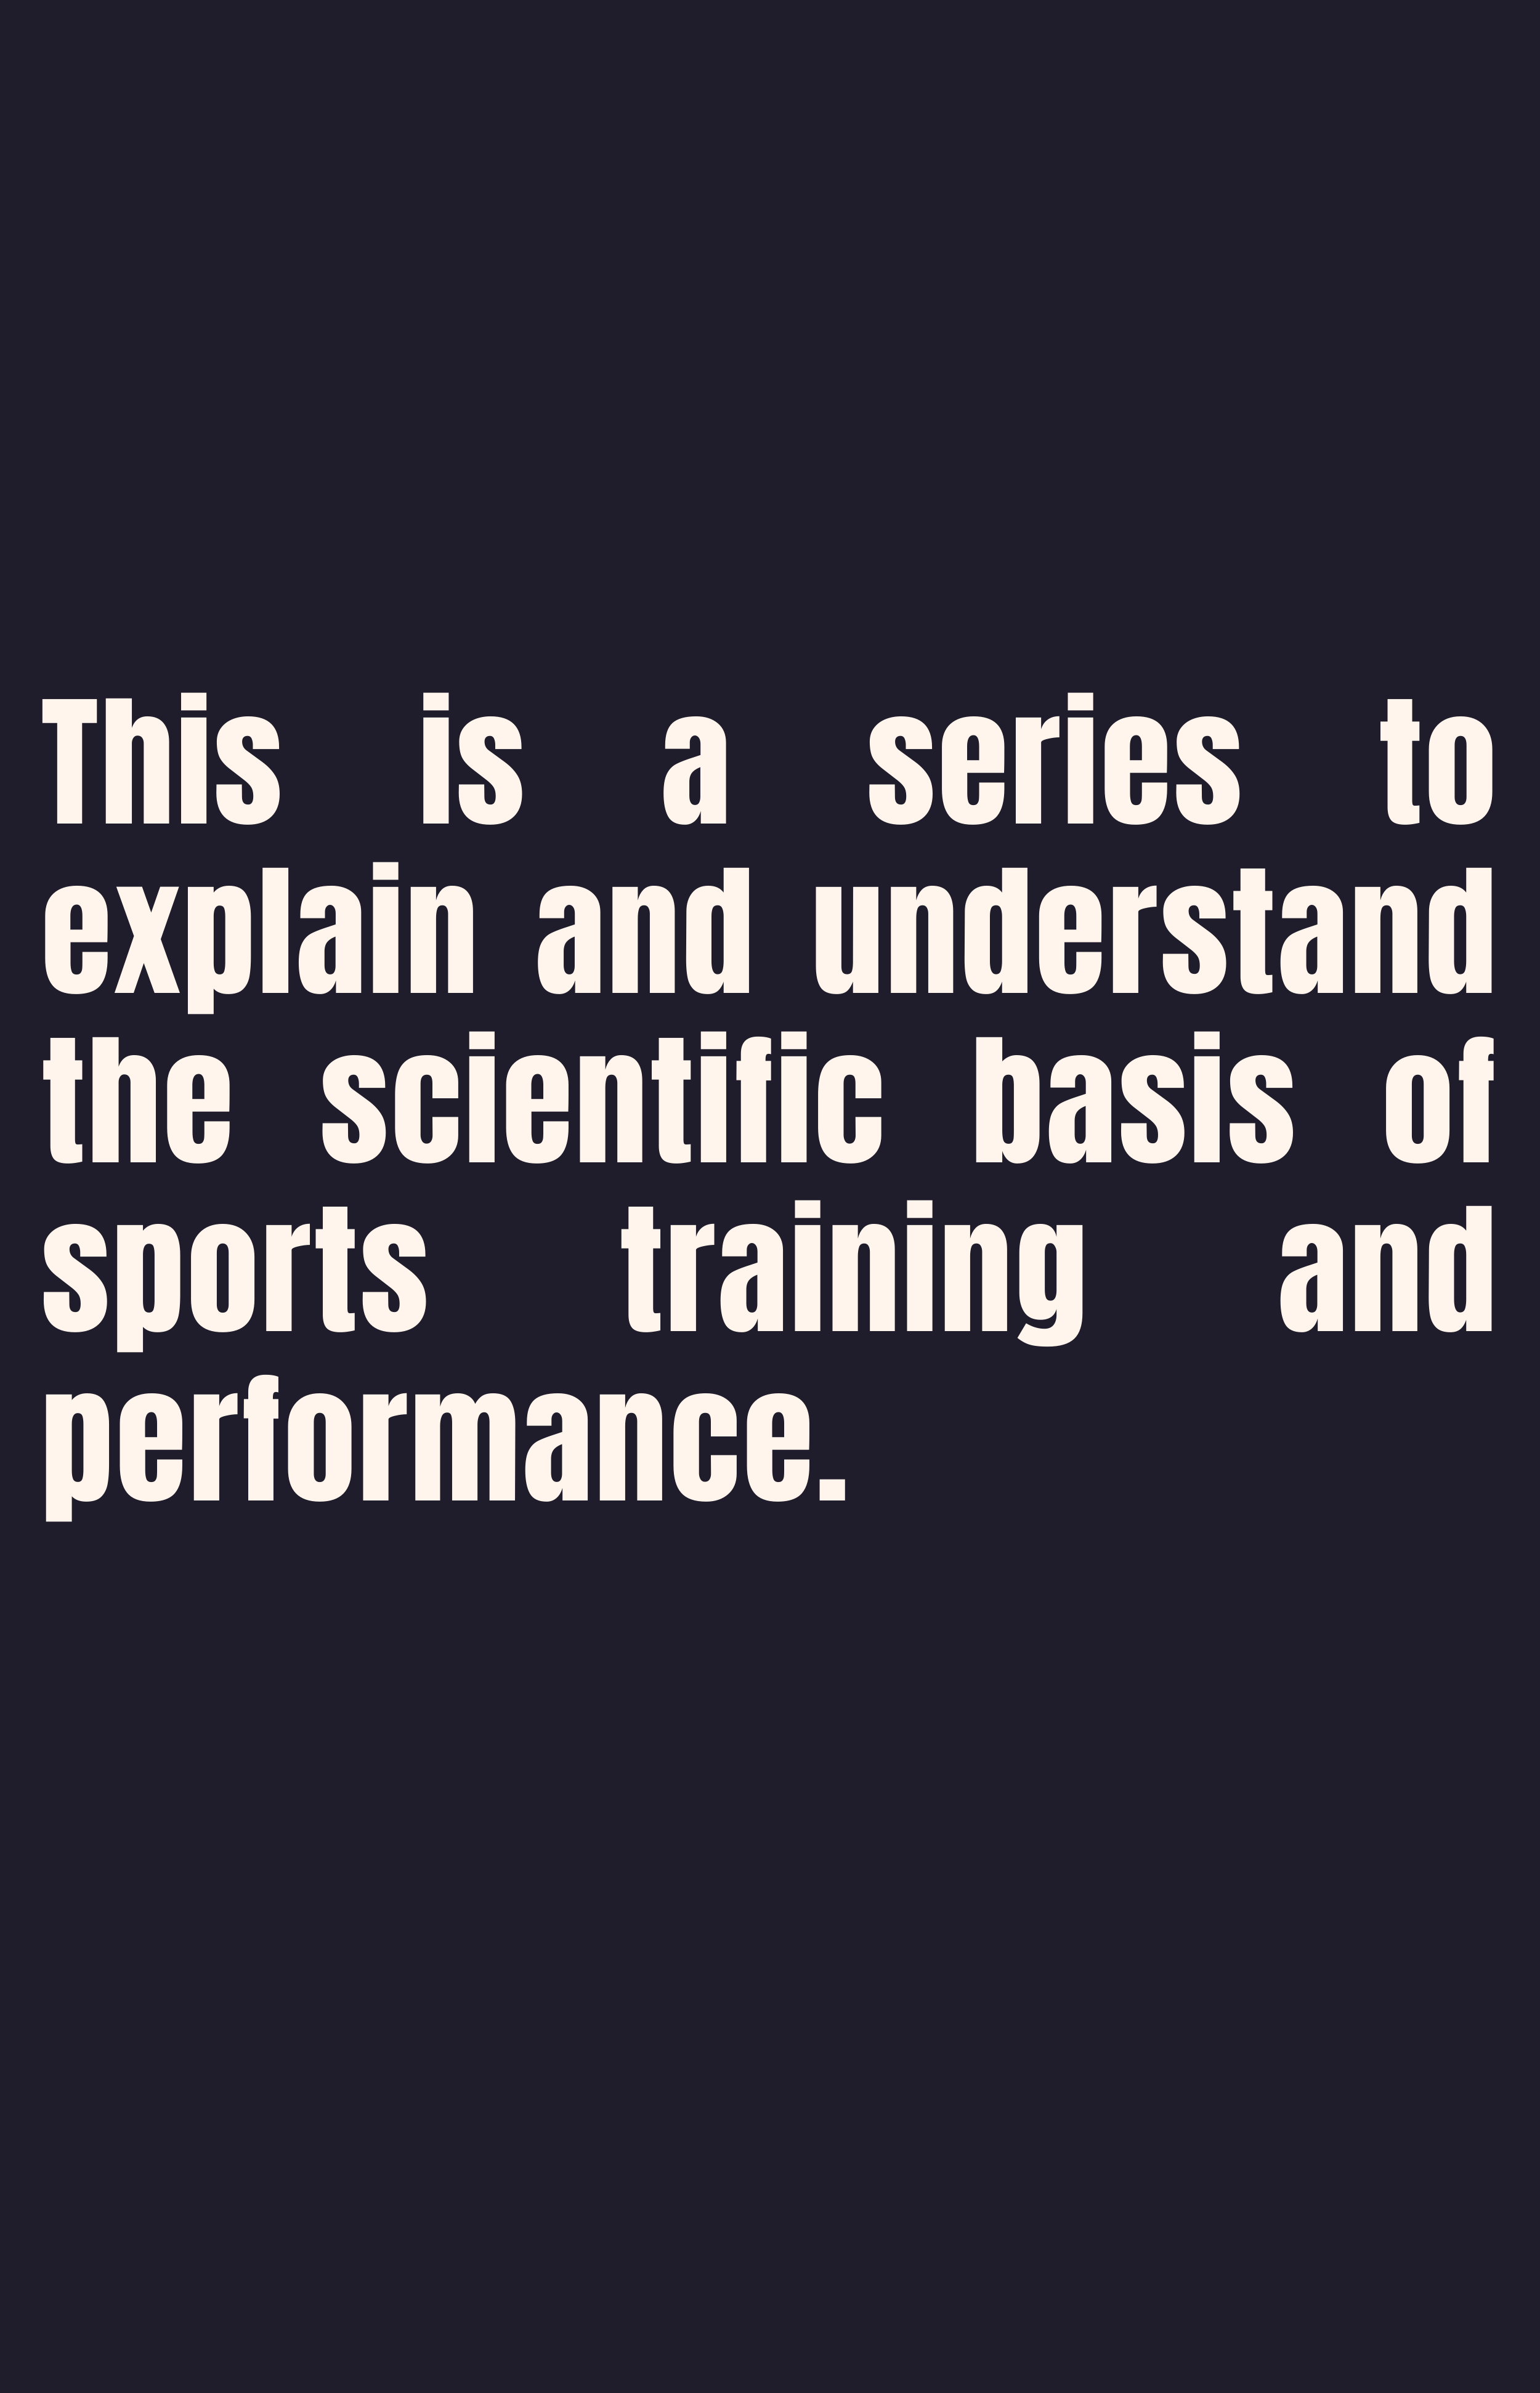 This is a series to
explain and understand
the scientific basis of
sports training and
performance.